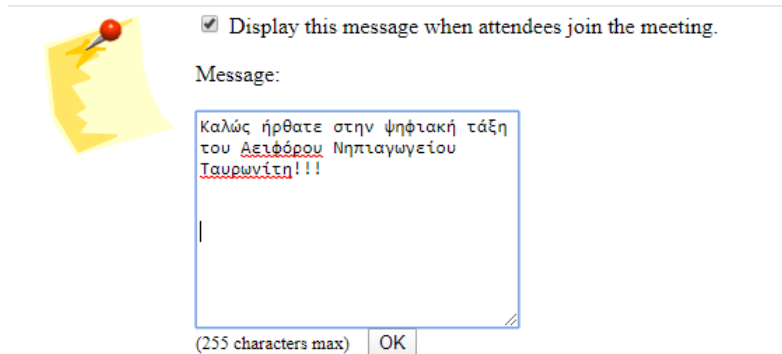 Display this message when attendees join the meeting.
Message:
Καλώς ήρθατε στην ψηφιακή τάξη
του Αειφόρου Νηπιαγωγείου
Ταυρωνίτη!!!
(255 characters max) OK